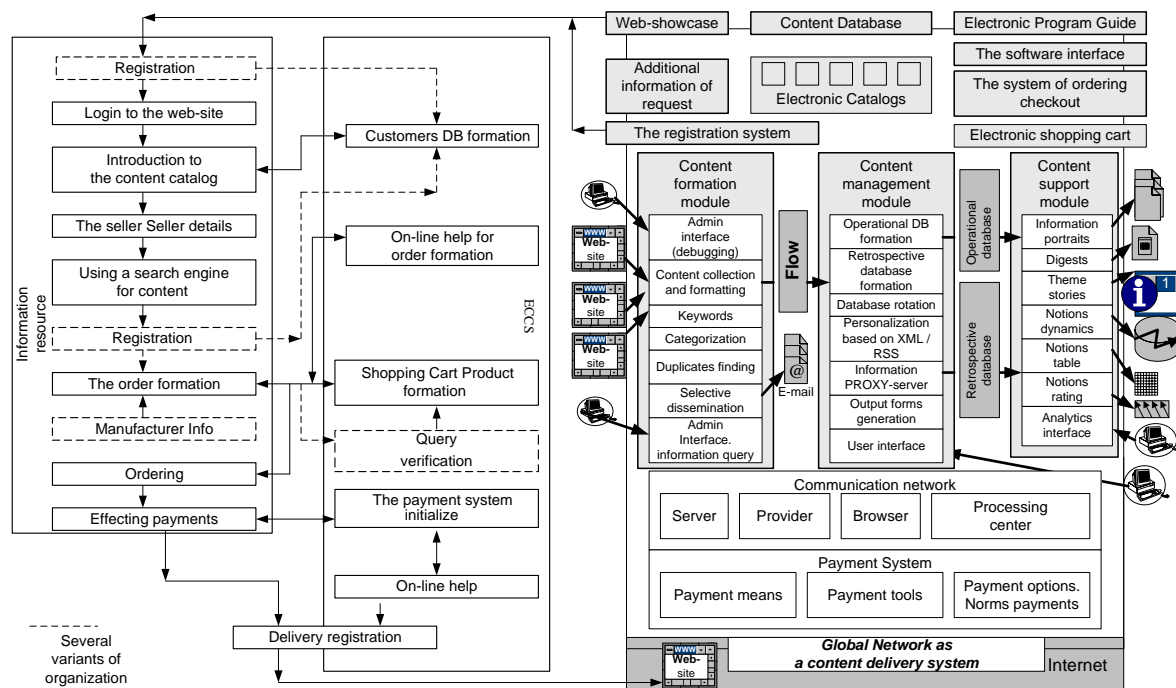 Web-showcase
Content Database
Electronic Program Guide
The software interface
Additional
information of
request
Electronic Catalogs
The system of ordering
checkout
The registration system
Electronic shopping cart
Registration
Login to the web-site
Introduction to
the content catalog
The seller Seller details
Using a search engine
for content
Registration
The order formation
Manufacturer Info
Ordering
Effecting payments
Information
resource
Customers DB formation
On-line help for
order formation
ECCS
Shopping Cart Product
formation
Query
verification
The payment system
initialize
On-line help
Delivery registration
Several
variants of
organization
Content
formation
module
Admin
interface
(debugging)
Content collection
and formatting
Keywords
Categorization
Duplicates finding
Selective
dissemination
Admin
Interface.
information query
WWW
Web-
site
WWW
Web-
site
WWW
Web-
site
Flow
@
E-mail
Content
management
module
Operational DB
formation
Retrospective
database
formation
Database rotation
Personalization
based on XML /
RSS
Information
PROXY-server
Output forms
generation
User interface
Operational
database
Retrospective
database
Content
support
module
Information
portraits
Digests
Theme
stories
Notions
dynamics
Notions
table
Notions
rating
Analytics
interface
i
1
Communication network
Server
Provider
Browser
Processing
center
Payment System
Payment means
Payment tools
Payment options.
Norms payments
WWW
Web-
site
Global Network as
a content delivery system
Internet